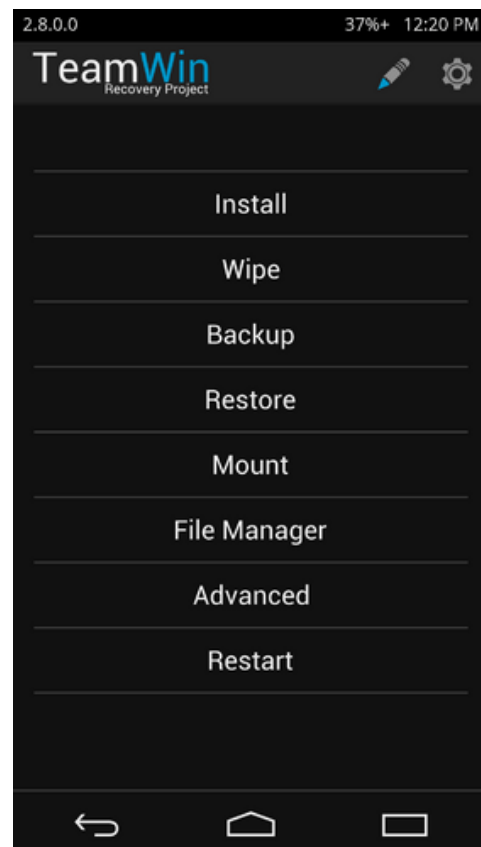 2.8.0.0 37%+ 12:20 PM
TeamWin
Recovery Project
Install
Wipe
Backup
Restore
Mount
File Manager
Advanced
Restart